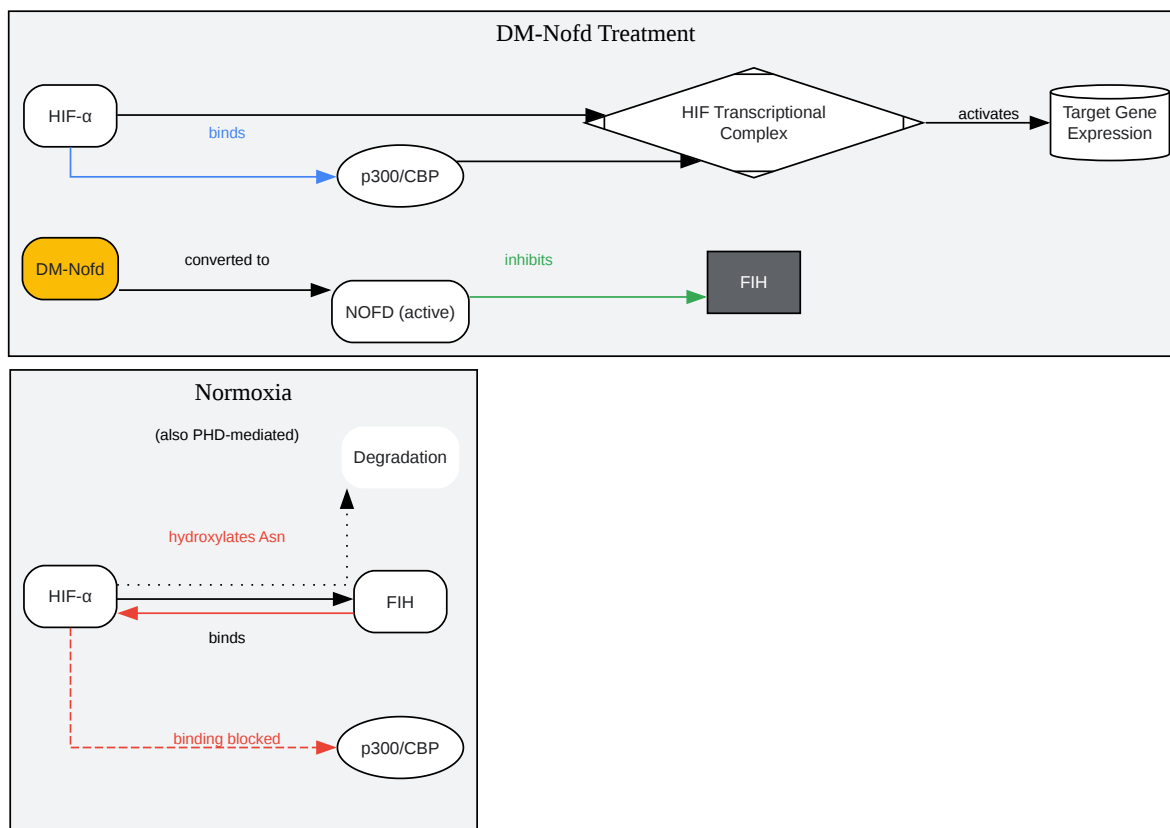 DM-Nofd Treatment
HIF-α
binds
p300/CBP
HIF Transcriptional
Complex
activates
Target Gene
Expression
DM-Nofd
converted to
NOFD (active)
inhibits
FIH
Normoxia
(also PHD-mediated)
Degradation
hydroxylates Asn
HIF-α
FIH
binds
binding blocked
p300/CBP